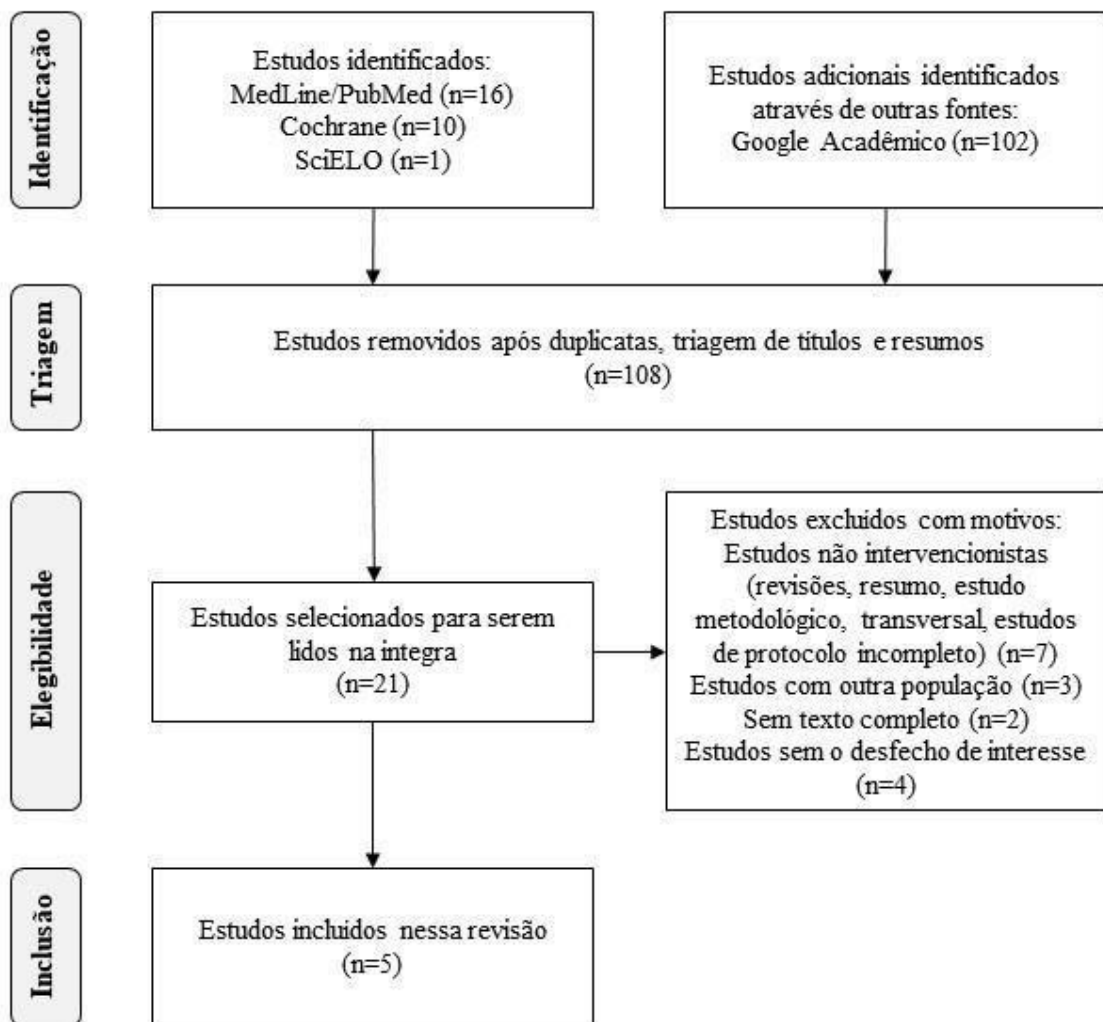 Identificação
Estudos identificados:
MedLine/PubMed (n=16)
Cochrane (n=10)
SciELO (n=1)
Estudos adicionais identificados
através de outras fontes:
Google Acadêmico (n=102)
Triagem
Estudos removidos após duplicatas, triagem de títulos e resumos
(n=108)
Elegibilidade
Estudos selecionados para serem
lidos na integra
(n=21)
Estudos excluídos com motivos:
Estudos não intervencionistas
(revisões, resumo, estudo
metodológico, transversal, estudos
de protocolo incompleto) (n=7)
Estudos com outra população (n=3)
Sem texto completo (n=2)
Estudos sem o desfecho de interesse
(n=4)
Inclusão
Estudos incluidos nessa revisão
(n=5)